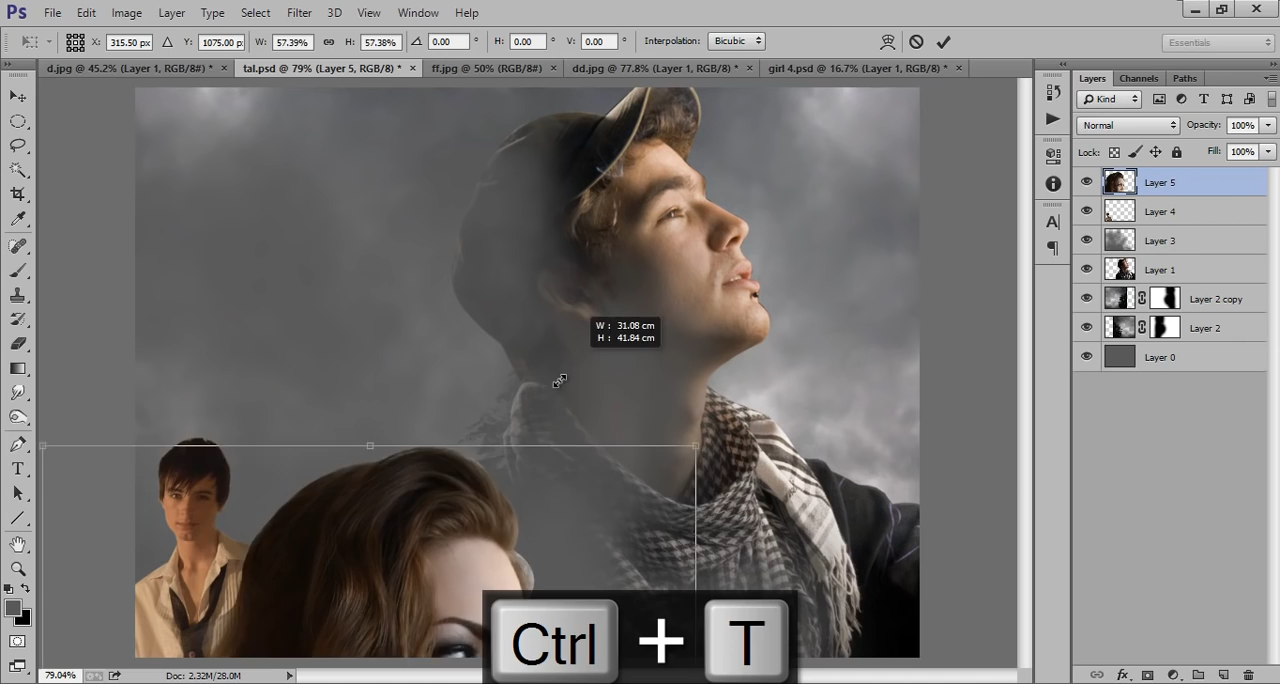 Ps File Edit Image Layer Type Select Filter 3D View Window Help
X: 315.50 px Y: 1075.00 p W: 57.39% H: 57.38% 0.00 ° H: 0.00 ° V: 0.00 ° Interpolation: Bicubic Essentials
d.jpg @ 45.2% (Layer 1, RGB/8#) * × tal.psd @ 79% (Layer 5, RGB/8) * × ff.jpg @ 50% (RGB/8#) × dd.jpg @ 77.8% (Layer 1, RGB/8) * × girl 4.psd @ 16.7% (Layer 1, RGB/8) * ×
Layers Channels Paths
Kind
Normal Opacity: 100%
Lock: Fill: 100%
Layer 5
Layer 4
Layer 3
Layer 1
Layer 2 copy
Layer 2
Layer 0
W : 31.08 cm
H : 41.84 cm
Ctrl + T
79.04% Doc: 2.32M/28.0M
fx